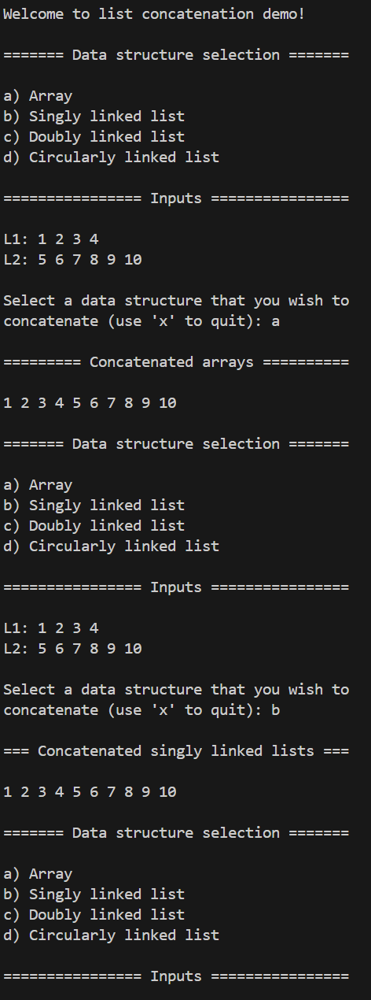 Welcome to list concatenation demo!
======= Data structure selection =======
a) Array
b) Singly linked list
c) Doubly linked list
d) Circularly linked list
================ Inputs ================
L1: 1 2 3 4
L2: 5 6 7 8 9 10
Select a data structure that you wish to
concatenate (use 'x' to quit): a
========= Concatenated arrays ==========
1 2 3 4 5 6 7 8 9 10
======= Data structure selection =======
a) Array
b) Singly linked list
c) Doubly linked list
d) Circularly linked list
================ Inputs ================
L1: 1 2 3 4
L2: 5 6 7 8 9 10
Select a data structure that you wish to
concatenate (use 'x' to quit): b
=== Concatenated singly linked lists ===
1 2 3 4 5 6 7 8 9 10
======= Data structure selection =======
a) Array
b) Singly linked list
c) Doubly linked list
d) Circularly linked list
================ Inputs ================